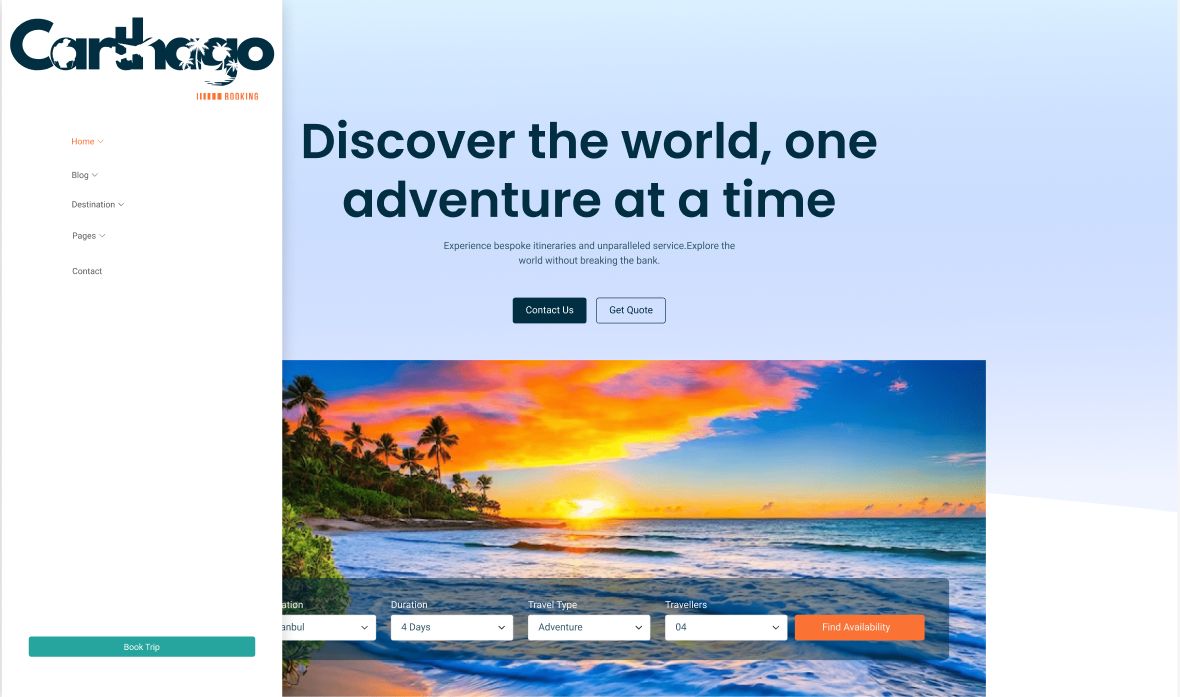 Carthago
BOOKING
Home
Blog
Destination
Pages
Contact
Book Trip
Discover the world, one
adventure at a time
Experience bespoke itineraries and unparalleled service.Explore the
world without breaking the bank.
Contact Us
Get Quote
ation
Duration
Travel Type
Travellers
anbul
4 Days
Adventure
04
Find Availability